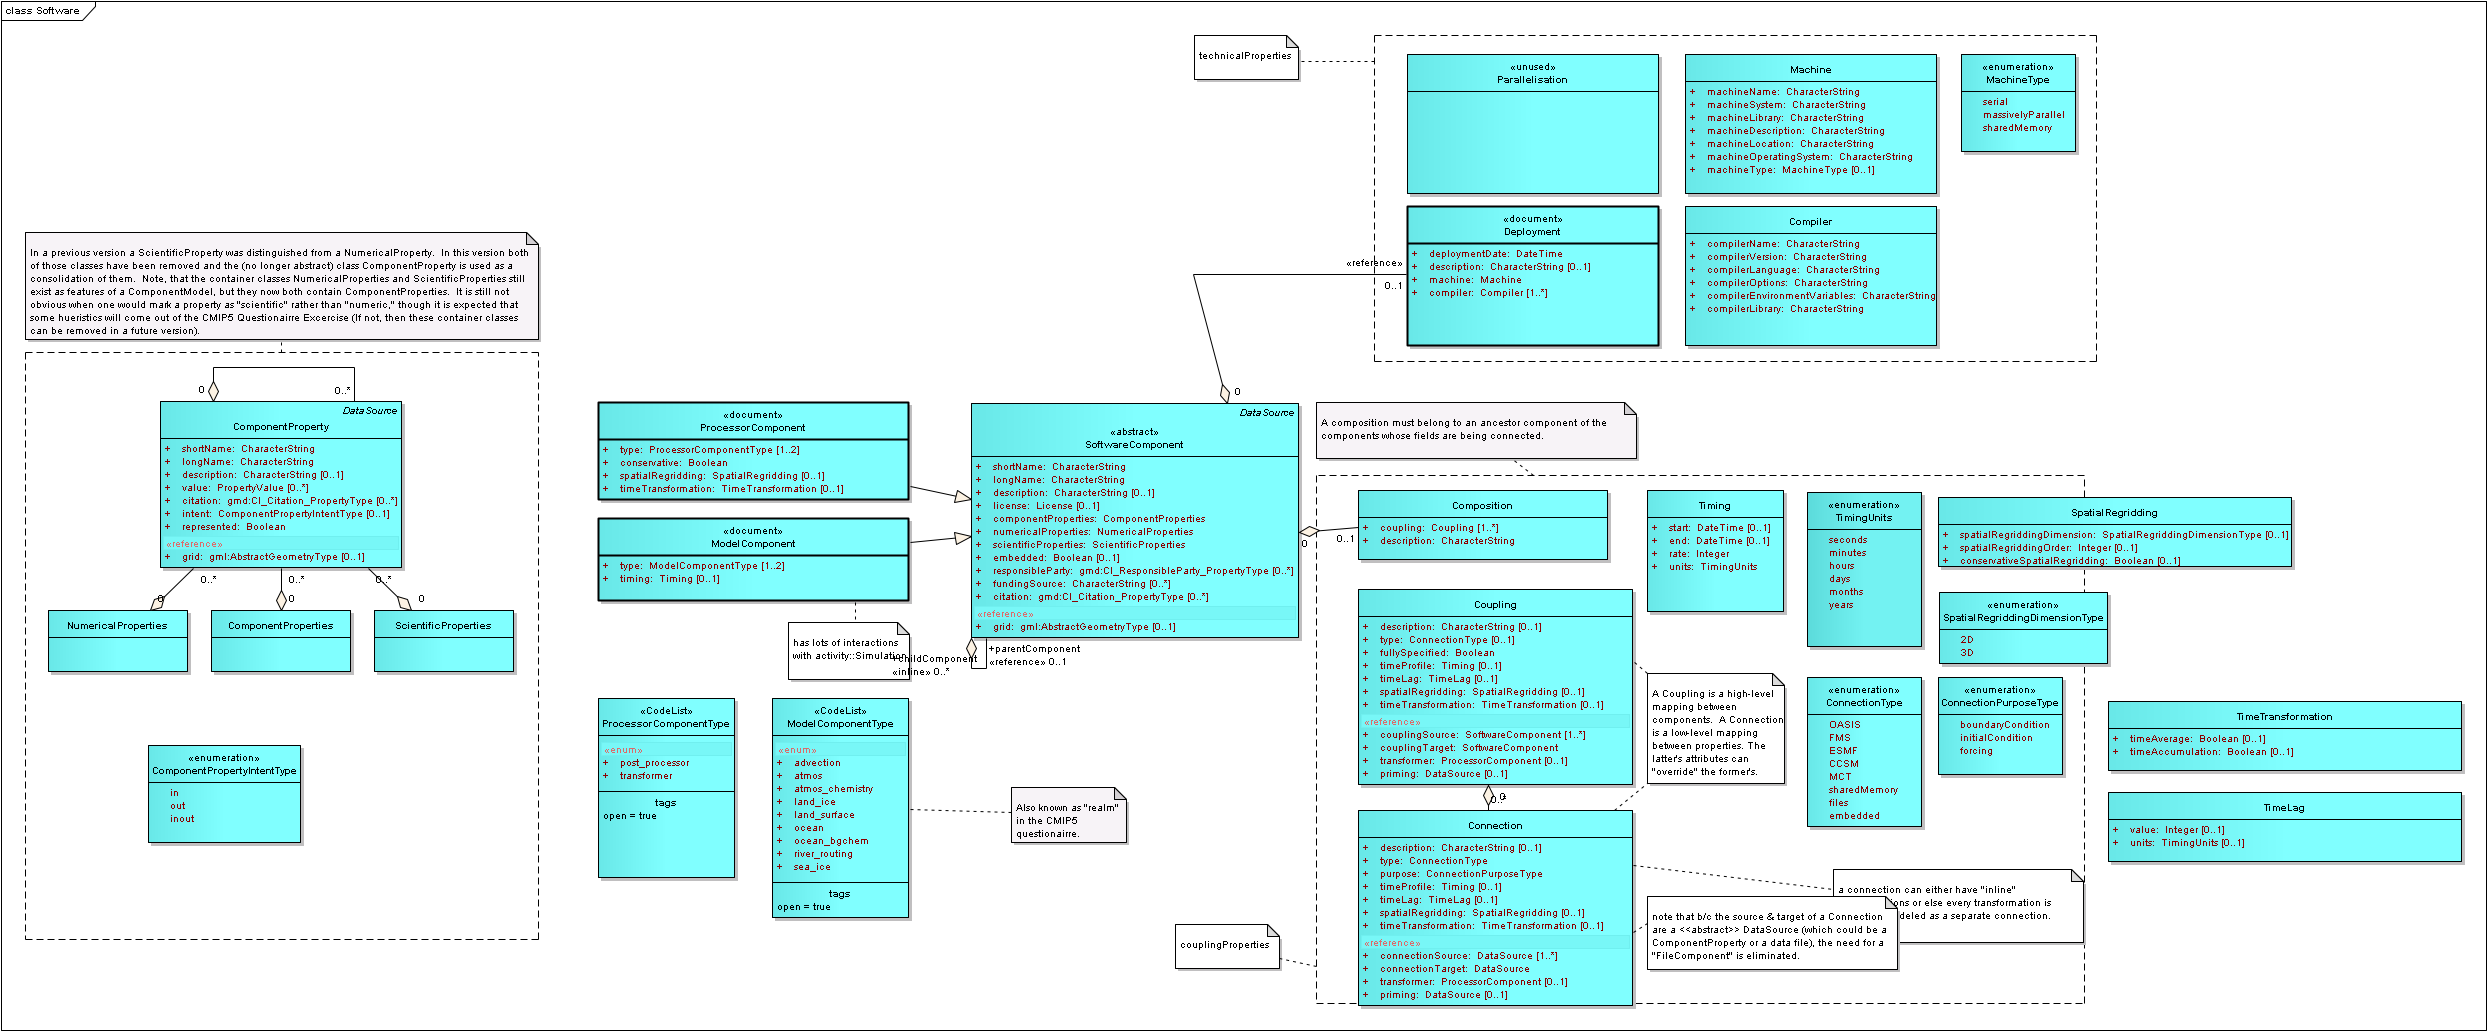 class Software
technicalProperties
«unused»
Parallelisation
Machine
+ machineName: CharacterString
+ machineSystem: CharacterString
+ machineLibrary: CharacterString
+ machineDescription: CharacterString
+ machineLocation: CharacterString
+ machineOperatingSystem: CharacterString
+ machineType: MachineType [0..1]
«enumeration»
MachineType
serial
massivelyParallel
sharedMemory
«document»
Deployment
+ deploymentDate: DateTime
+ description: CharacterString [0..1]
+ machine: Machine
+ compiler: Compiler [1..*]
Compiler
+ compilerName: CharacterString
+ compilerVersion: CharacterString
+ compilerLanguage: CharacterString
+ compilerOptions: CharacterString
+ compilerEnvironmentVariables: CharacterString
+ compilerLibrary: CharacterString
«reference»
0..1
0
In a previous version a ScientificProperty was distinguished from a NumericalProperty. In this version both
of those classes have been removed and the (no longer abstract) class ComponentProperty is used as a
consolidation of them. Note, that the container classes NumericalProperties and ScientificProperties still
exist as features of a ComponentModel, but they now both contain ComponentProperties. It is still not
obvious when one would mark a property as "scientific" rather than "numeric," though it is expected that
some hueristics will come out of the CMIP5 Questionairre Excercise (If not, then these container classes
can be removed in a future version).
0
0..*
DataSource
ComponentProperty
+ shortName: CharacterString
+ longName: CharacterString
+ description: CharacterString [0..1]
+ value: PropertyValue [0..*]
+ citation: gmd:CI_Citation_PropertyType [0..*]
+ intent: ComponentPropertyIntentType [0..1]
+ represented: Boolean
«reference»
+ grid: gml:AbstractGeometryType [0..1]
0..*
0..*
0..*
0
0
0
NumericalProperties
ComponentProperties
ScientificProperties
«enumeration»
ComponentPropertyIntentType
in
out
inout
«document»
ProcessorComponent
+ type: ProcessorComponentType [1..2]
+ conservative: Boolean
+ spatialRegridding: SpatialRegridding [0..1]
+ timeTransformation: TimeTransformation [0..1]
«document»
ModelComponent
+ type: ModelComponentType [1..2]
+ timing: Timing [0..1]
has lots of interactions
with activity::Simulation
«CodeList»
ProcessorComponentType
«enum»
+ post_processor
+ transformer
tags
open = true
«CodeList»
ModelComponentType
«enum»
+ advection
+ atmos
+ atmos_chemistry
+ land_ice
+ land_surface
+ ocean
+ ocean_bgchem
+ river_routing
+ sea_ice
tags
open = true
Also known as "realm"
in the CMIP5
questionairre.
DataSource
«abstract»
SoftwareComponent
+ shortName: CharacterString
+ longName: CharacterString
+ description: CharacterString [0..1]
+ license: License [0..1]
+ componentProperties: ComponentProperties
+ numericalProperties: NumericalProperties
+ scientificProperties: ScientificProperties
+ embedded: Boolean [0..1]
+ responsibleParty: gmd:CI_ResponsibleParty_PropertyType [0..*]
+ fundingSource: CharacterString [0..*]
+ citation: gmd:CI_Citation_PropertyType [0..*]
«reference»
+ grid: gml:AbstractGeometryType [0..1]
+parentComponent
«reference» 0..1
+childComponent
«inline» 0..*
0
0..1
A composition must belong to an ancestor component of the
components whose fields are being connected.
Composition
+ coupling: Coupling [1..*]
+ description: CharacterString
Timing
+ start: DateTime [0..1]
+ end: DateTime [0..1]
+ rate: Integer
+ units: TimingUnits
«enumeration»
TimingUnits
seconds
minutes
hours
days
months
years
SpatialRegridding
+ spatialRegriddingDimension: SpatialRegriddingDimensionType [0..1]
+ spatialRegriddingOrder: Integer [0..1]
+ conservativeSpatialRegridding: Boolean [0..1]
«enumeration»
SpatialRegriddingDimensionType
2D
3D
Coupling
+ description: CharacterString [0..1]
+ type: ConnectionType [0..1]
+ fullySpecified: Boolean
+ timeProfile: Timing [0..1]
+ timeLag: TimeLag [0..1]
+ spatialRegridding: SpatialRegridding [0..1]
+ timeTransformation: TimeTransformation [0..1]
«reference»
+ couplingSource: SoftwareComponent [1..*]
+ couplingTarget: SoftwareComponent
+ transformer: ProcessorComponent [0..1]
+ priming: DataSource [0..1]
0
0..*
A Coupling is a high-level
mapping between
components. A Connection
is a low-level mapping
between properties. The
latter's attributes can
"override" the former's.
«enumeration»
ConnectionType
OASIS
FMS
ESMF
CCSM
MCT
sharedMemory
files
embedded
«enumeration»
ConnectionPurposeType
boundaryCondition
initialCondition
forcing
TimeTransformation
+ timeAverage: Boolean [0..1]
+ timeAccumulation: Boolean [0..1]
TimeLag
+ value: Integer [0..1]
+ units: TimingUnits [0..1]
Connection
+ description: CharacterString [0..1]
+ type: ConnectionType
+ purpose: ConnectionPurposeType
+ timeProfile: Timing [0..1]
+ timeLag: TimeLag [0..1]
+ spatialRegridding: SpatialRegridding [0..1]
+ timeTransformation: TimeTransformation [0..1]
«reference»
+ connectionSource: DataSource [1..*]
+ connectionTarget: DataSource
+ transformer: ProcessorComponent [0..1]
+ priming: DataSource [0..1]
a connection can either have "inline"
or else every transformation is
as a separate connection.
note that b/c the source & target of a Connection
are a <<abstract>> DataSource (which could be a
ComponentProperty or a data file), the need for a
"FileComponent" is eliminated.
couplingProperties